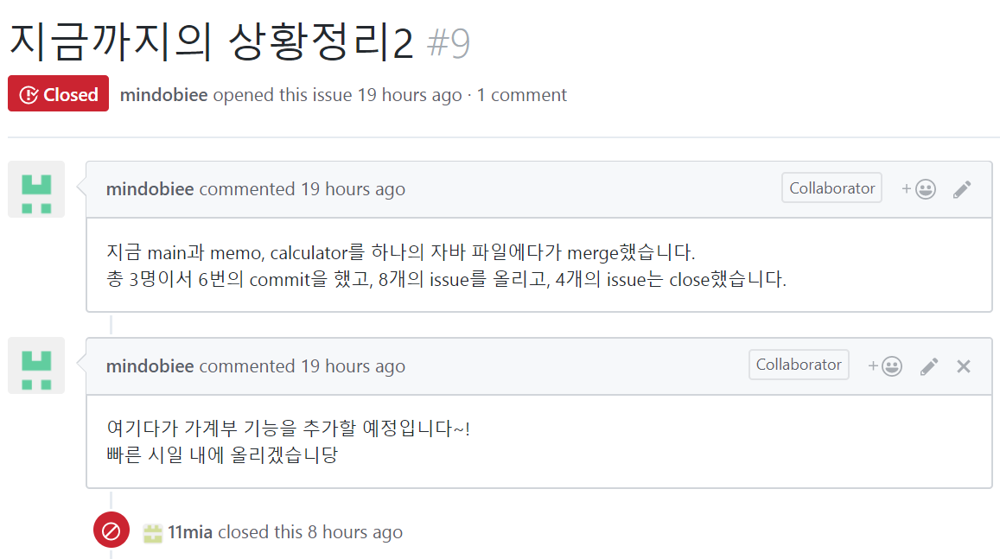 지금까지의 상황정리2 #9
Closed mindobiee opened this issue 19 hours ago · 1 comment
mindobiee commented 19 hours ago Collaborator
지금 main과 memo, calculator를 하나의 자바 파일에다가 merge했습니다.
총 3명이서 6번의 commit을 했고, 8개의 issue를 올리고, 4개의 issue는 close했습니다.
mindobiee commented 19 hours ago Collaborator
여기다가 가계부 기능을 추가할 예정입니다~!
빠른 시일 내에 올리겠습니당
11mia closed this 8 hours ago